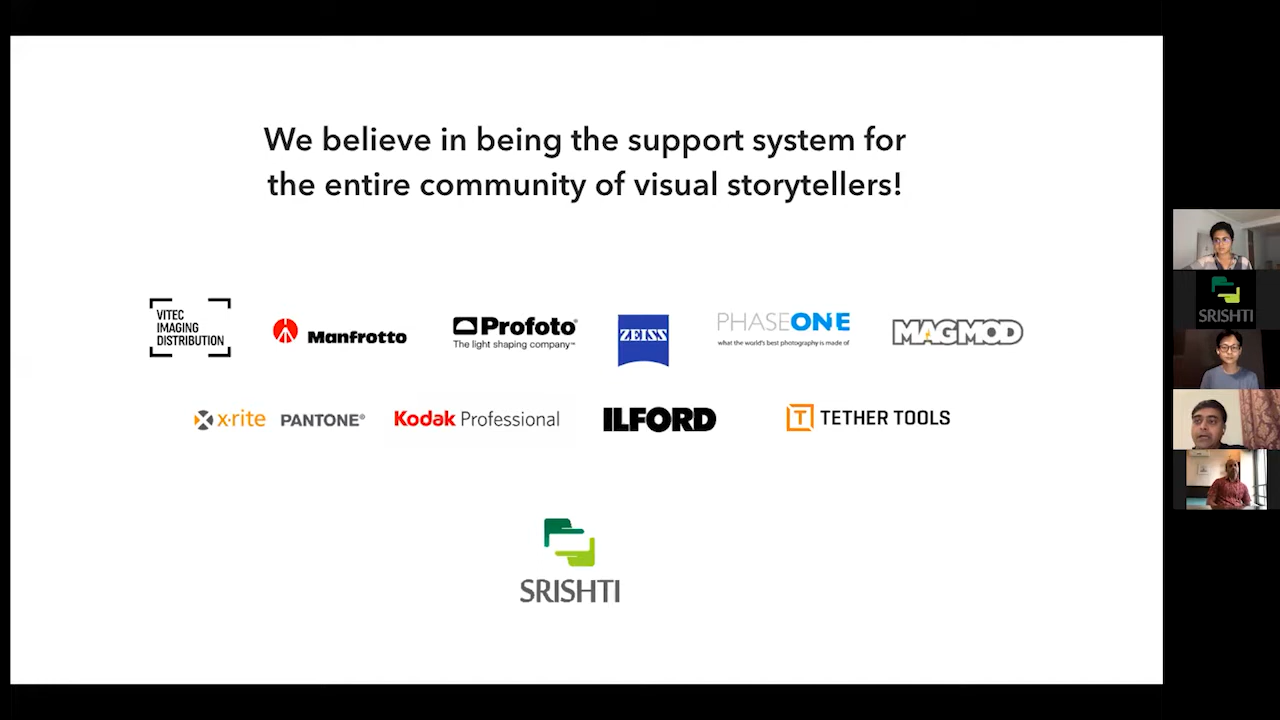 We believe in being the support system for
the entire community of visual storytellers!
VITEC
IMAGING
DISTRIBUTION
Manfrotto
Profoto®
The light shaping company™
ZEISS
PHASEONE
what the world's best photography is made of
MAGMOD
x·rite PANTONE®
Kodak Professional
ILFORD
T TETHER TOOLS
SRISHTI
SRISHTI